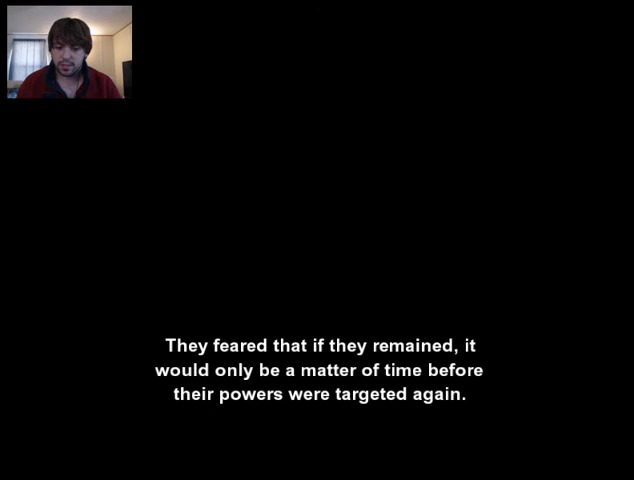 They feared that if they remained, it
would only be a matter of time before
their powers were targeted again.